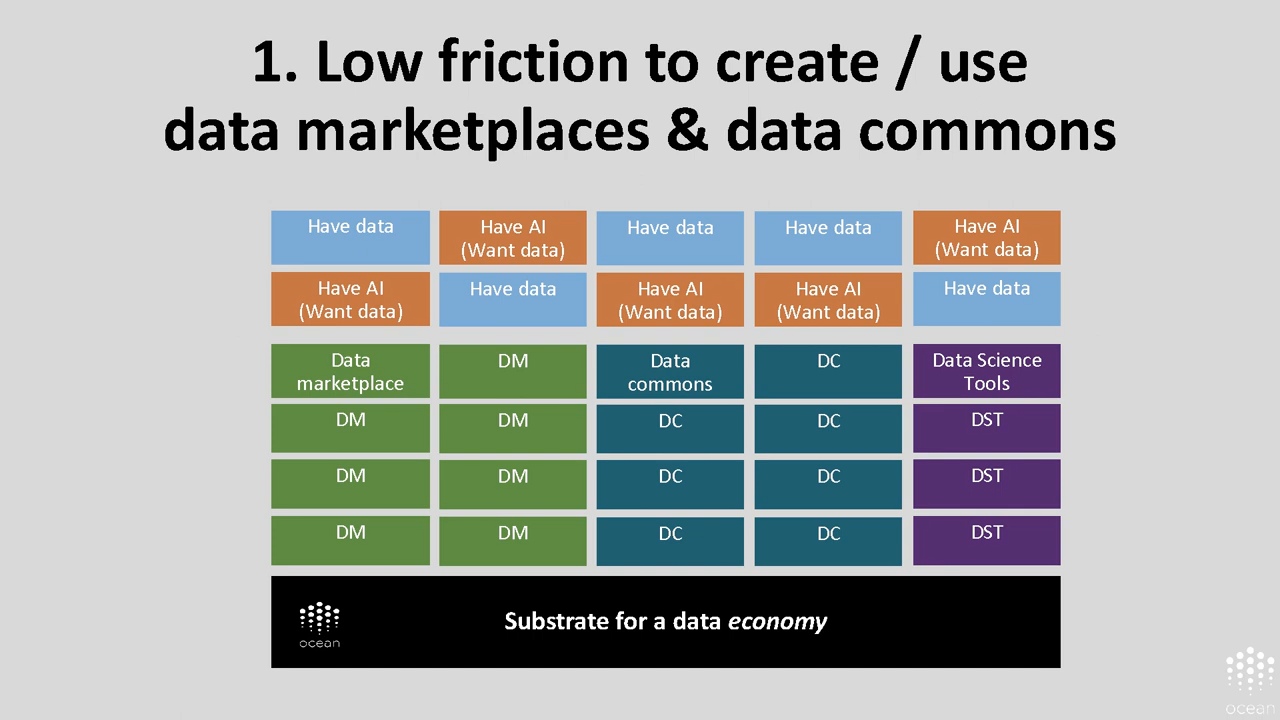 1. Low friction to create / use
data marketplaces & data commons
Have data
Have AI
(Want data)
Have data
Have data
Have AI
(Want data)
Have AI
(Want data)
Have data
Have AI
(Want data)
Have AI
(Want data)
Have data
Data
marketplace
DM
Data
commons
DC
Data Science
Tools
DM
DM
DC
DC
DST
DM
DM
DC
DC
DST
DM
DM
DC
DC
DST
ocean
Substrate for a data economy
ocean